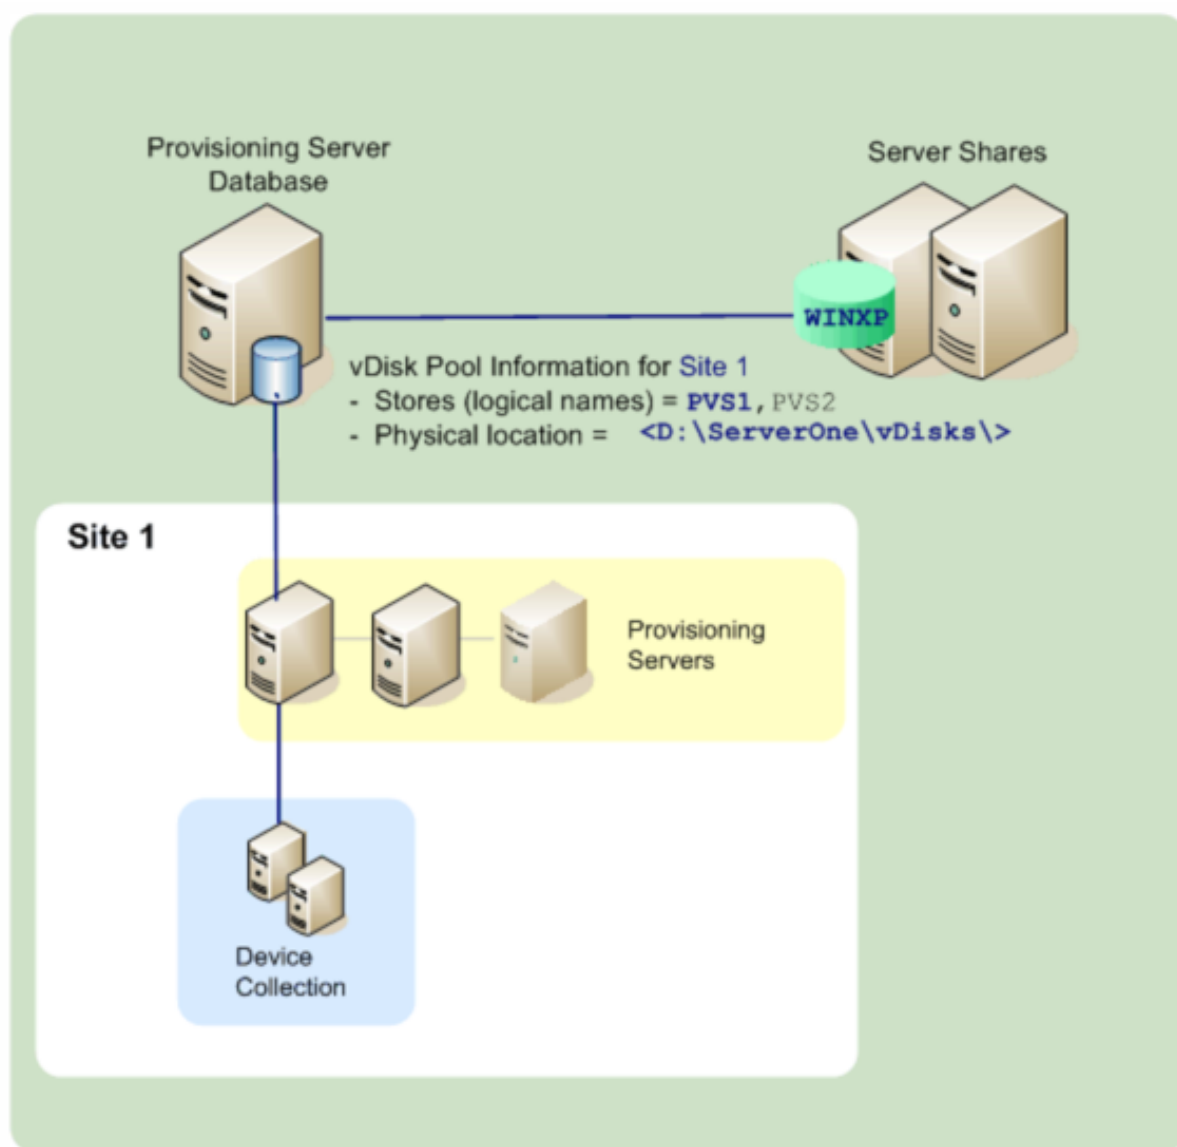 Provisioning Server
Database
Server Shares
WINXP
vDisk Pool Information for Site 1
- Stores (logical names) = PVS1, PVS2
- Physical location = <D:\ServerOne\vDisks\>
Site 1
Provisioning
Servers
Device
Collection